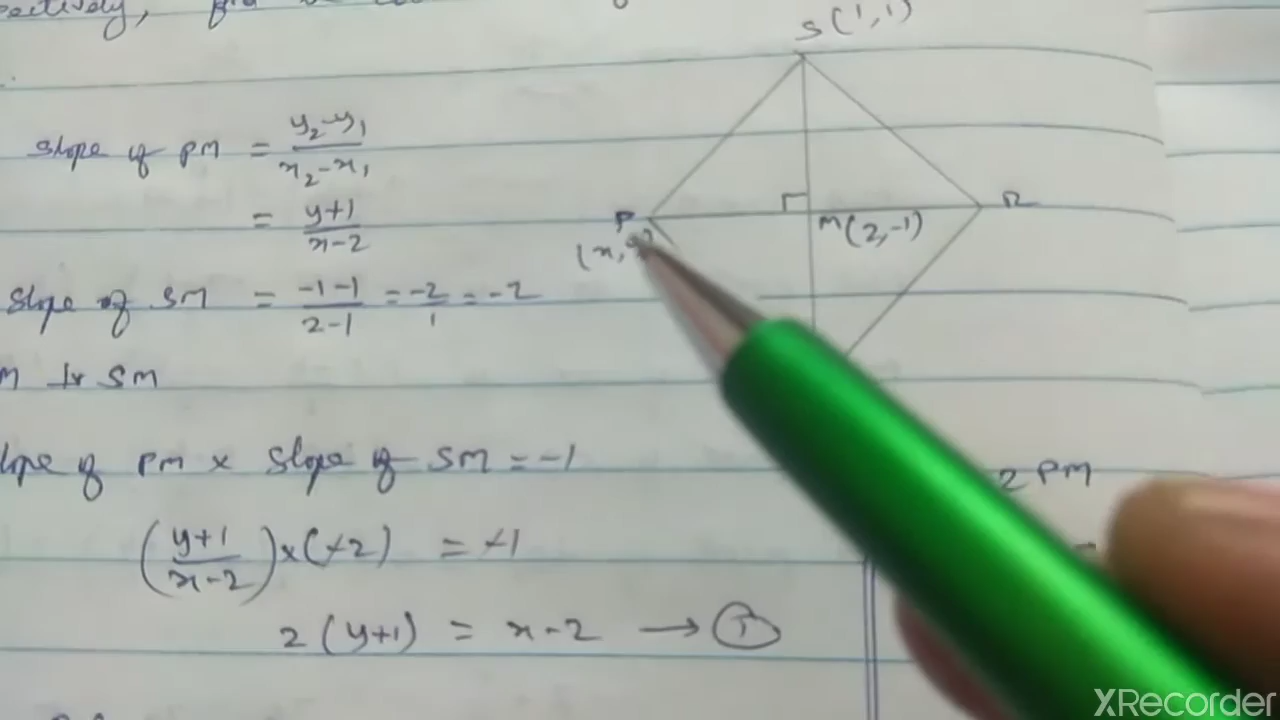 S(1,1)
slope of PM = y₂-y₁ / x₂-x₁
= y+1 / x-2
P
(x,y)
M(2,-1)
R
slope of SM = -1-1 / 2-1 = -2 / 1 = -2
M ⊥r SM
lope of PM × slope of SM = -1
2 PM
(y+1 / x-2) × (-2) = -1
2(y+1) = x-2 → ①
XRecorder